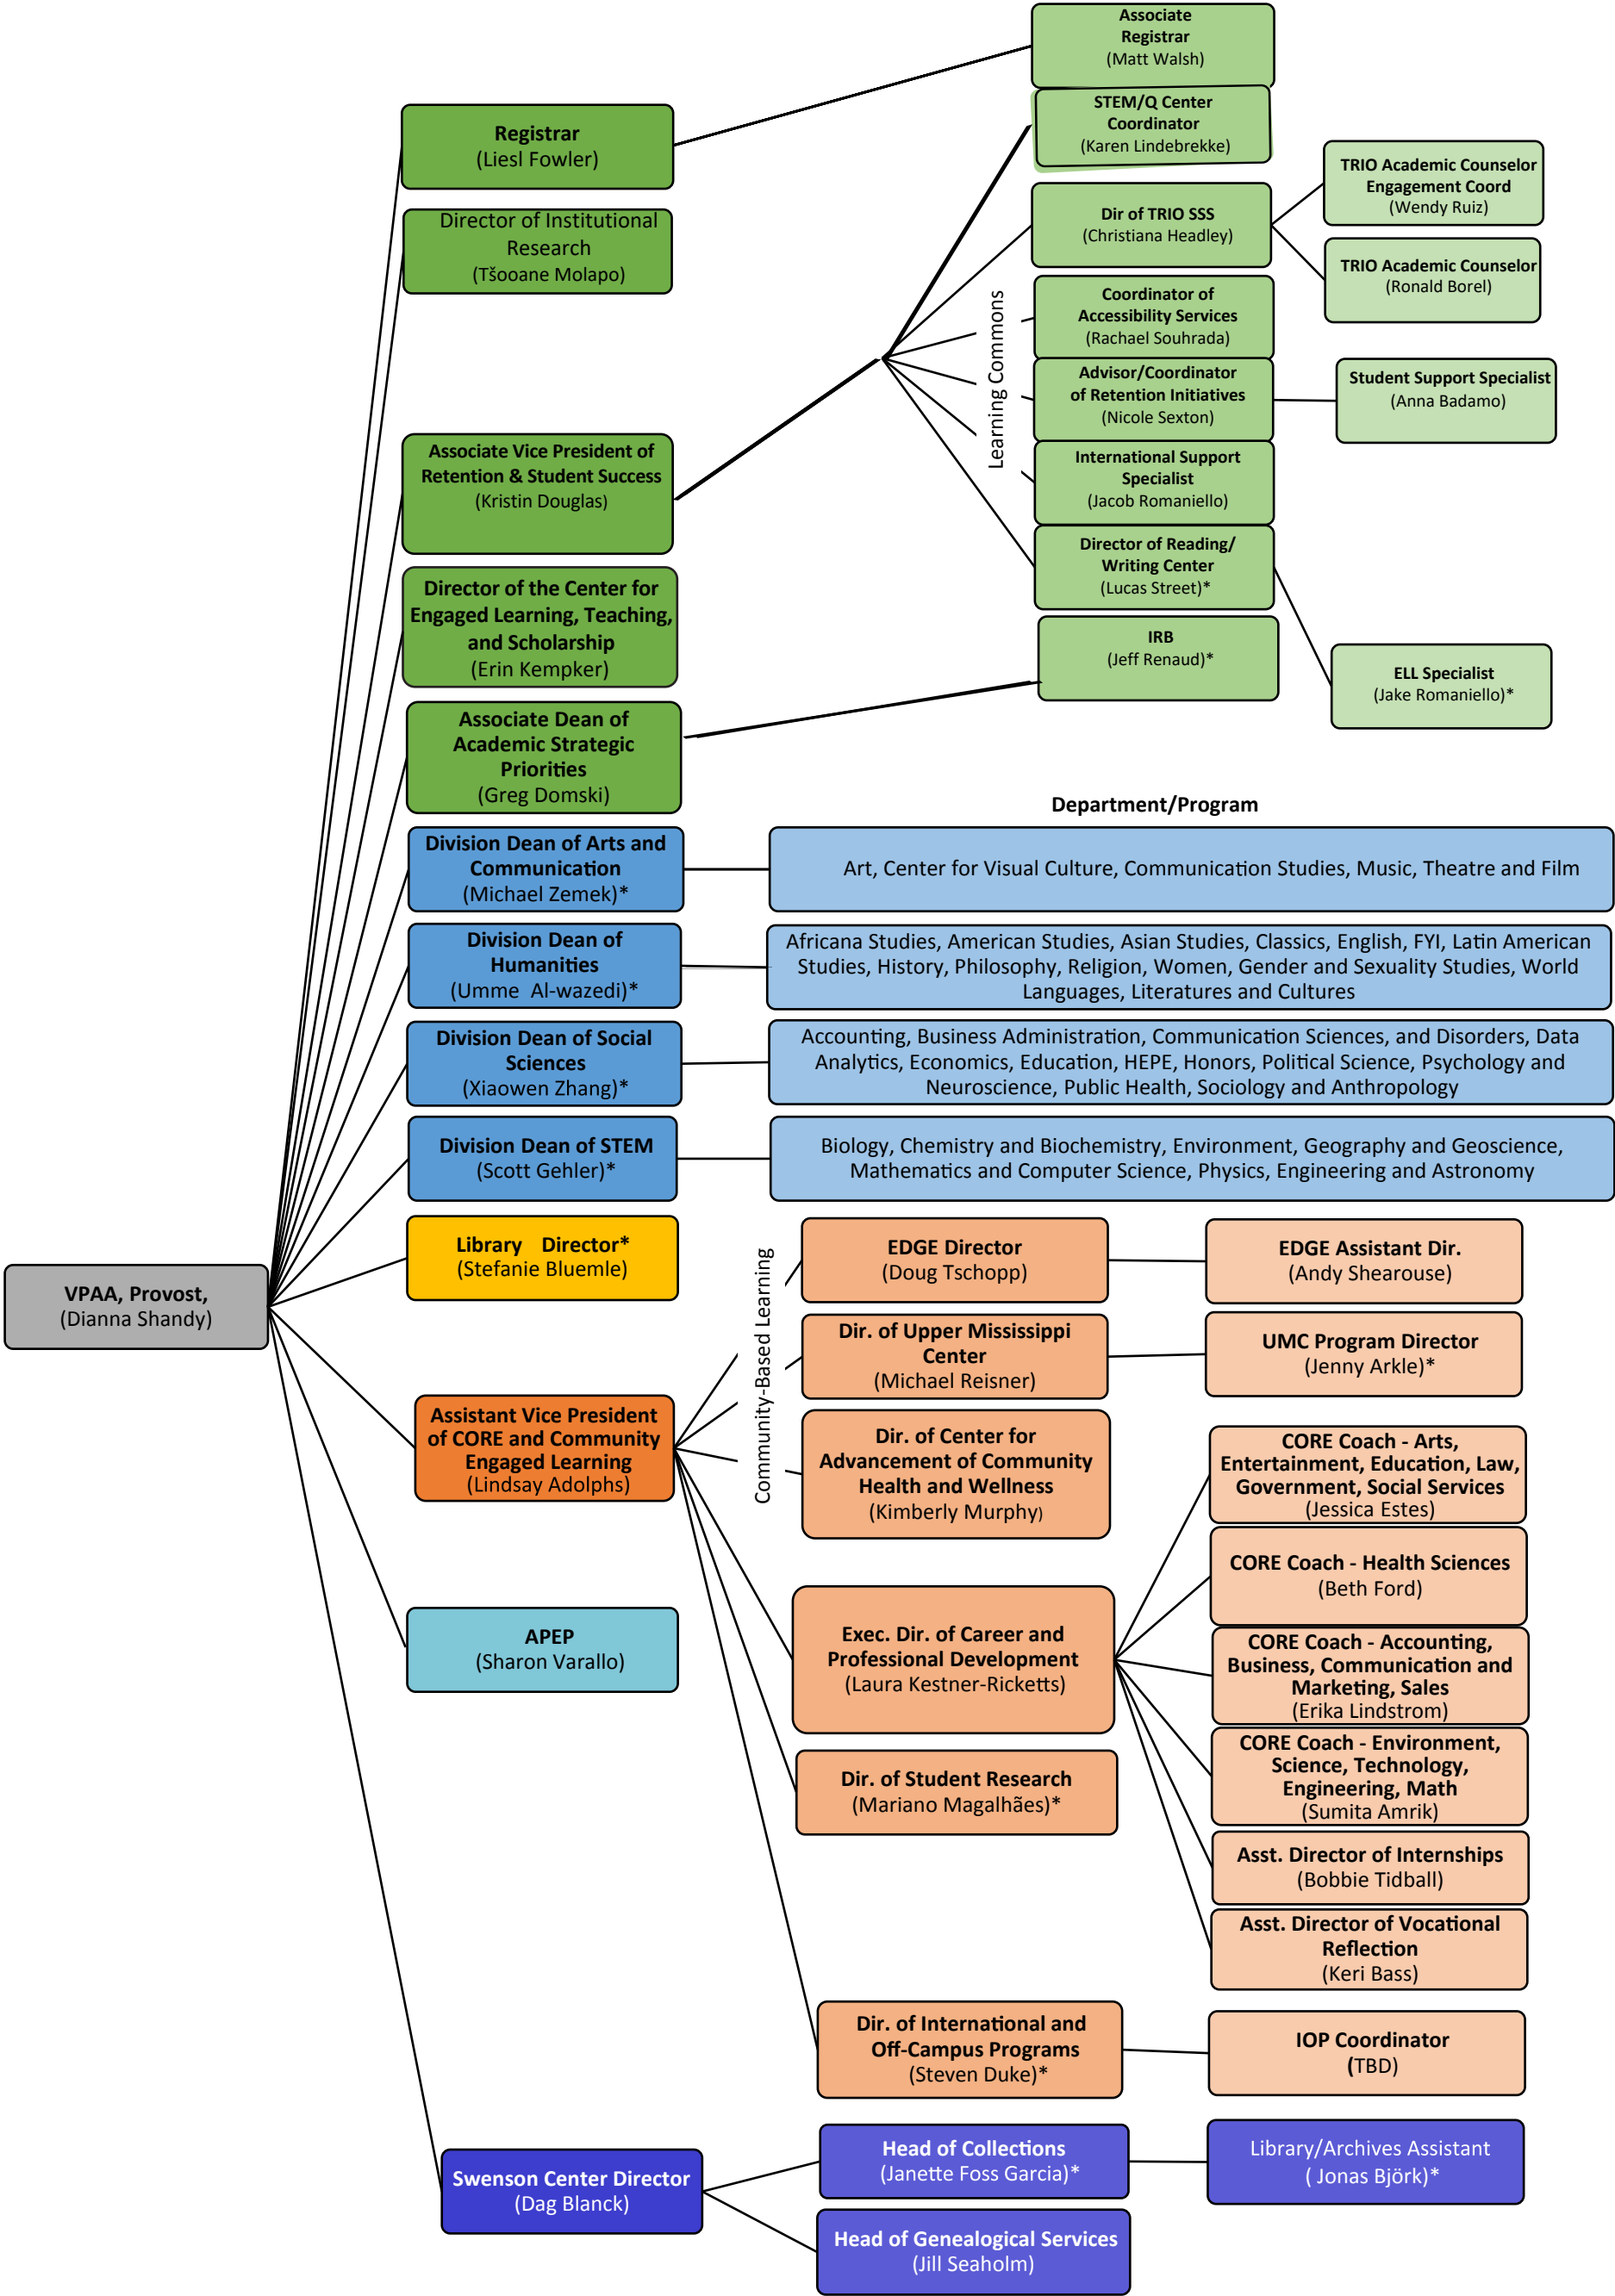 Associate
Registrar
(Matt Walsh)
STEM/Q Center
Coordinator
(Karen Lindebrekke)
Registrar
(Liesl Fowler)
TRIO Academic Counselor
Engagement Coord
(Wendy Ruiz)
Dir of TRIO SSS
(Christiana Headley)
Director of Institutional
Research
(Tšooane Molapo)
TRIO Academic Counselor
(Ronald Borel)
Learning Commons
Coordinator of
Accessibility Services
(Rachael Souhrada)
Advisor/Coordinator
of Retention Initiatives
(Nicole Sexton)
Student Support Specialist
(Anna Badamo)
Associate Vice President of
Retention & Student Success
(Kristin Douglas)
International Support
Specialist
(Jacob Romaniello)
Director of Reading/
Writing Center
(Lucas Street)*
Director of the Center for
Engaged Learning, Teaching,
and Scholarship
(Erin Kempker)
IRB
(Jeff Renaud)*
ELL Specialist
(Jake Romaniello)*
Associate Dean of
Academic Strategic
Priorities
(Greg Domski)
Department/Program
Division Dean of Arts and
Communication
(Michael Zemek)*
Art, Center for Visual Culture, Communication Studies, Music, Theatre and Film
Division Dean of
Humanities
(Umme Al-wazedi)*
Africana Studies, American Studies, Asian Studies, Classics, English, FYI, Latin American
Studies, History, Philosophy, Religion, Women, Gender and Sexuality Studies, World
Languages, Literatures and Cultures
Division Dean of Social
Sciences
(Xiaowen Zhang)*
Accounting, Business Administration, Communication Sciences, and Disorders, Data
Analytics, Economics, Education, HEPE, Honors, Political Science, Psychology and
Neuroscience, Public Health, Sociology and Anthropology
Division Dean of STEM
(Scott Gehler)*
Biology, Chemistry and Biochemistry, Environment, Geography and Geoscience,
Mathematics and Computer Science, Physics, Engineering and Astronomy
Library Director*
(Stefanie Bluemle)
VPAA, Provost,
(Dianna Shandy)
Community-Based Learning
EDGE Director
(Doug Tschopp)
EDGE Assistant Dir.
(Andy Shearouse)
Dir. of Upper Mississippi
Center
(Michael Reisner)
UMC Program Director
(Jenny Arkle)*
Assistant Vice President
of CORE and Community
Engaged Learning
(Lindsay Adolphs)
Dir. of Center for
Advancement of Community
Health and Wellness
(Kimberly Murphy)
CORE Coach - Arts,
Entertainment, Education, Law,
Government, Social Services
(Jessica Estes)
CORE Coach - Health Sciences
(Beth Ford)
APEP
(Sharon Varallo)
Exec. Dir. of Career and
Professional Development
(Laura Kestner-Ricketts)
CORE Coach - Accounting,
Business, Communication and
Marketing, Sales
(Erika Lindstrom)
CORE Coach - Environment,
Science, Technology,
Engineering, Math
(Sumita Amrik)
Dir. of Student Research
(Mariano Magalhães)*
Asst. Director of Internships
(Bobbie Tidball)
Asst. Director of Vocational
Reflection
(Keri Bass)
Dir. of International and
Off-Campus Programs
(Steven Duke)*
IOP Coordinator
(TBD)
Swenson Center Director
(Dag Blanck)
Head of Collections
(Janette Foss Garcia)*
Library/Archives Assistant
( Jonas Björk)*
Head of Genealogical Services
(Jill Seaholm)